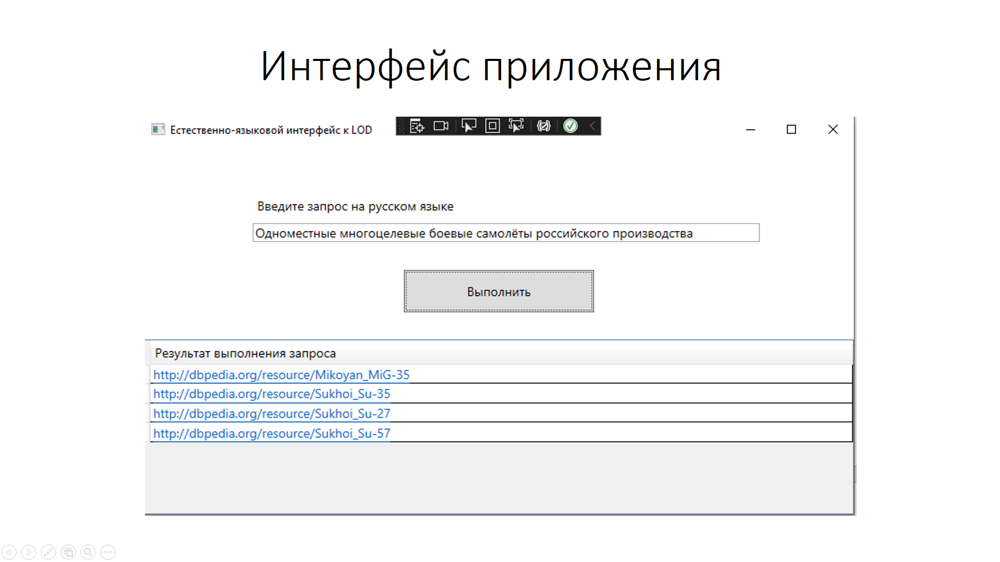 Интерфейс приложения
Естественно-языковой интерфейс к LOD
Введите запрос на русском языке
Одноместные многоцелевые боевые самолёты российского производства
Выполнить
Результат выполнения запроса
http://dbpedia.org/resource/Mikoyan_MiG-35
http://dbpedia.org/resource/Sukhoi_Su-35
http://dbpedia.org/resource/Sukhoi_Su-27
http://dbpedia.org/resource/Sukhoi_Su-57